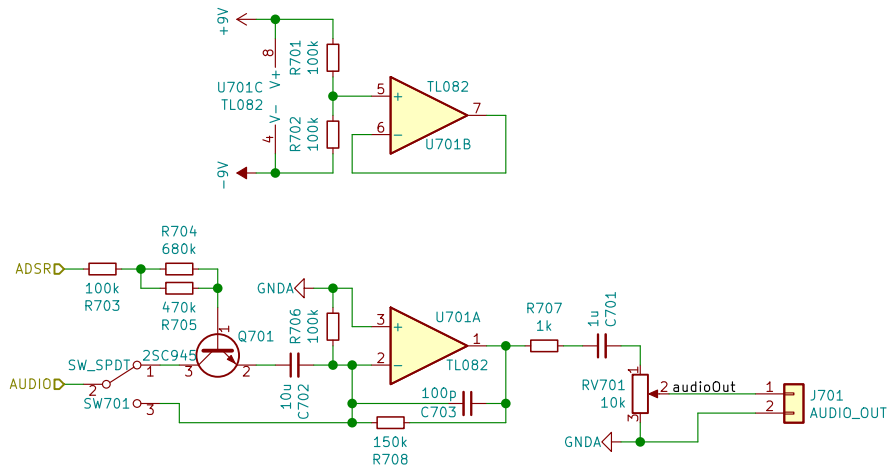 +9V
8
V+
R701
100k
U701C
TL082
V-
4
R702
100k
-9V
5
+
6
-
TL082
7
U701B
R704
680k
ADSR
100k
R703
470k
R705
1
Q701
2SC945
3
2
SW_SPDT
1
AUDIO
2
SW701
3
GNDA
R706
100k
10u
C702
3
+
2
-
U701A
1
TL082
100p
C703
150k
R708
R707
1k
1u
C701
1
RV701
10k
2
3
audioOut
GNDA
1
2
J701
AUDIO_OUT